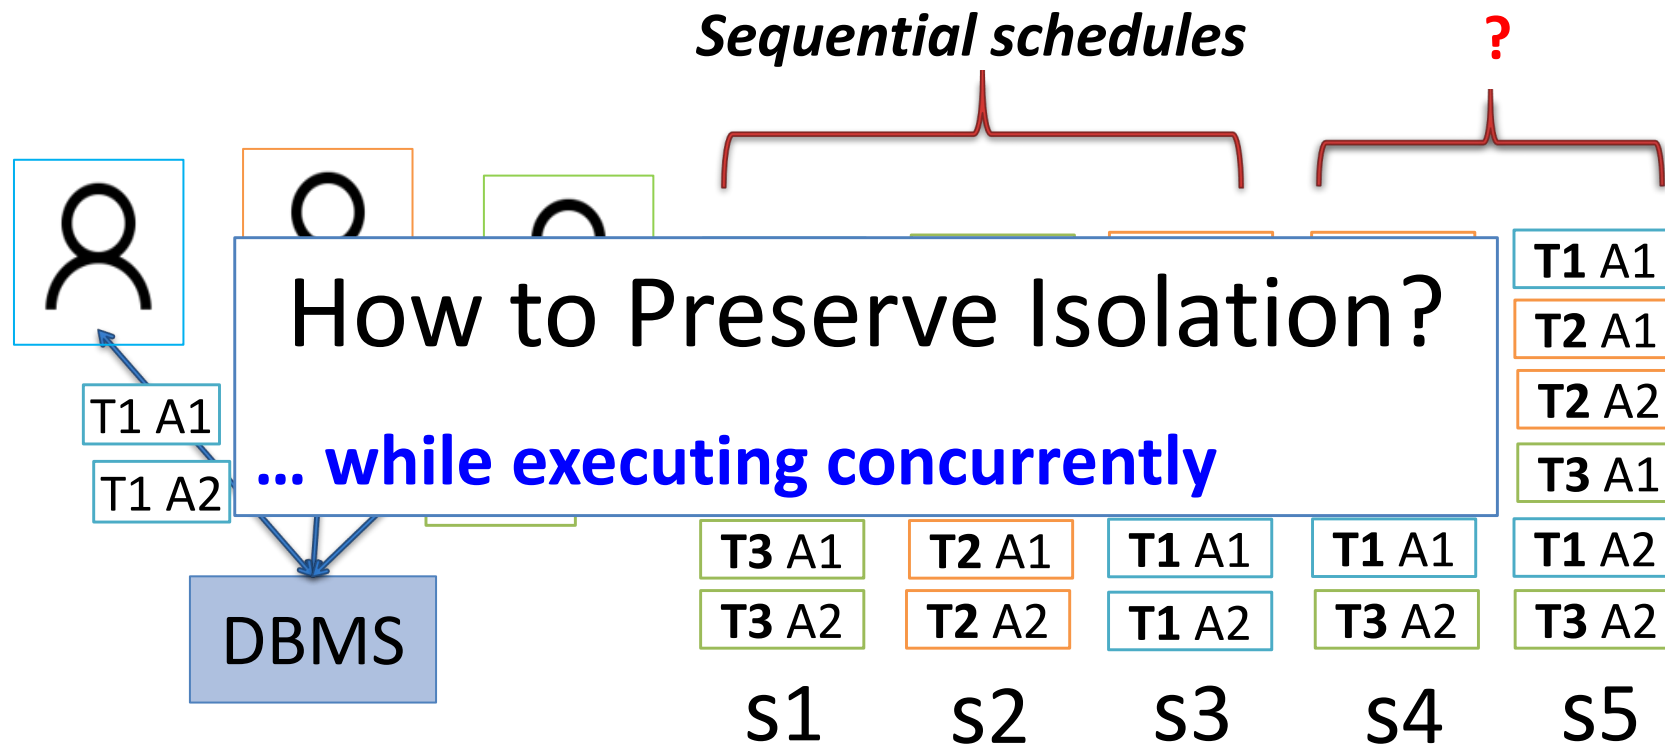 Sequential schedules
?
How to Preserve Isolation?
... while executing concurrently
T1 A1
T1 A2
DBMS
T3 A1
T3 A2
s1
T2 A1
T2 A2
s2
T1 A1
T1 A2
s3
T1 A1
T3 A2
s4
T1 A1
T2 A1
T2 A2
T3 A1
T1 A2
T3 A2
s5